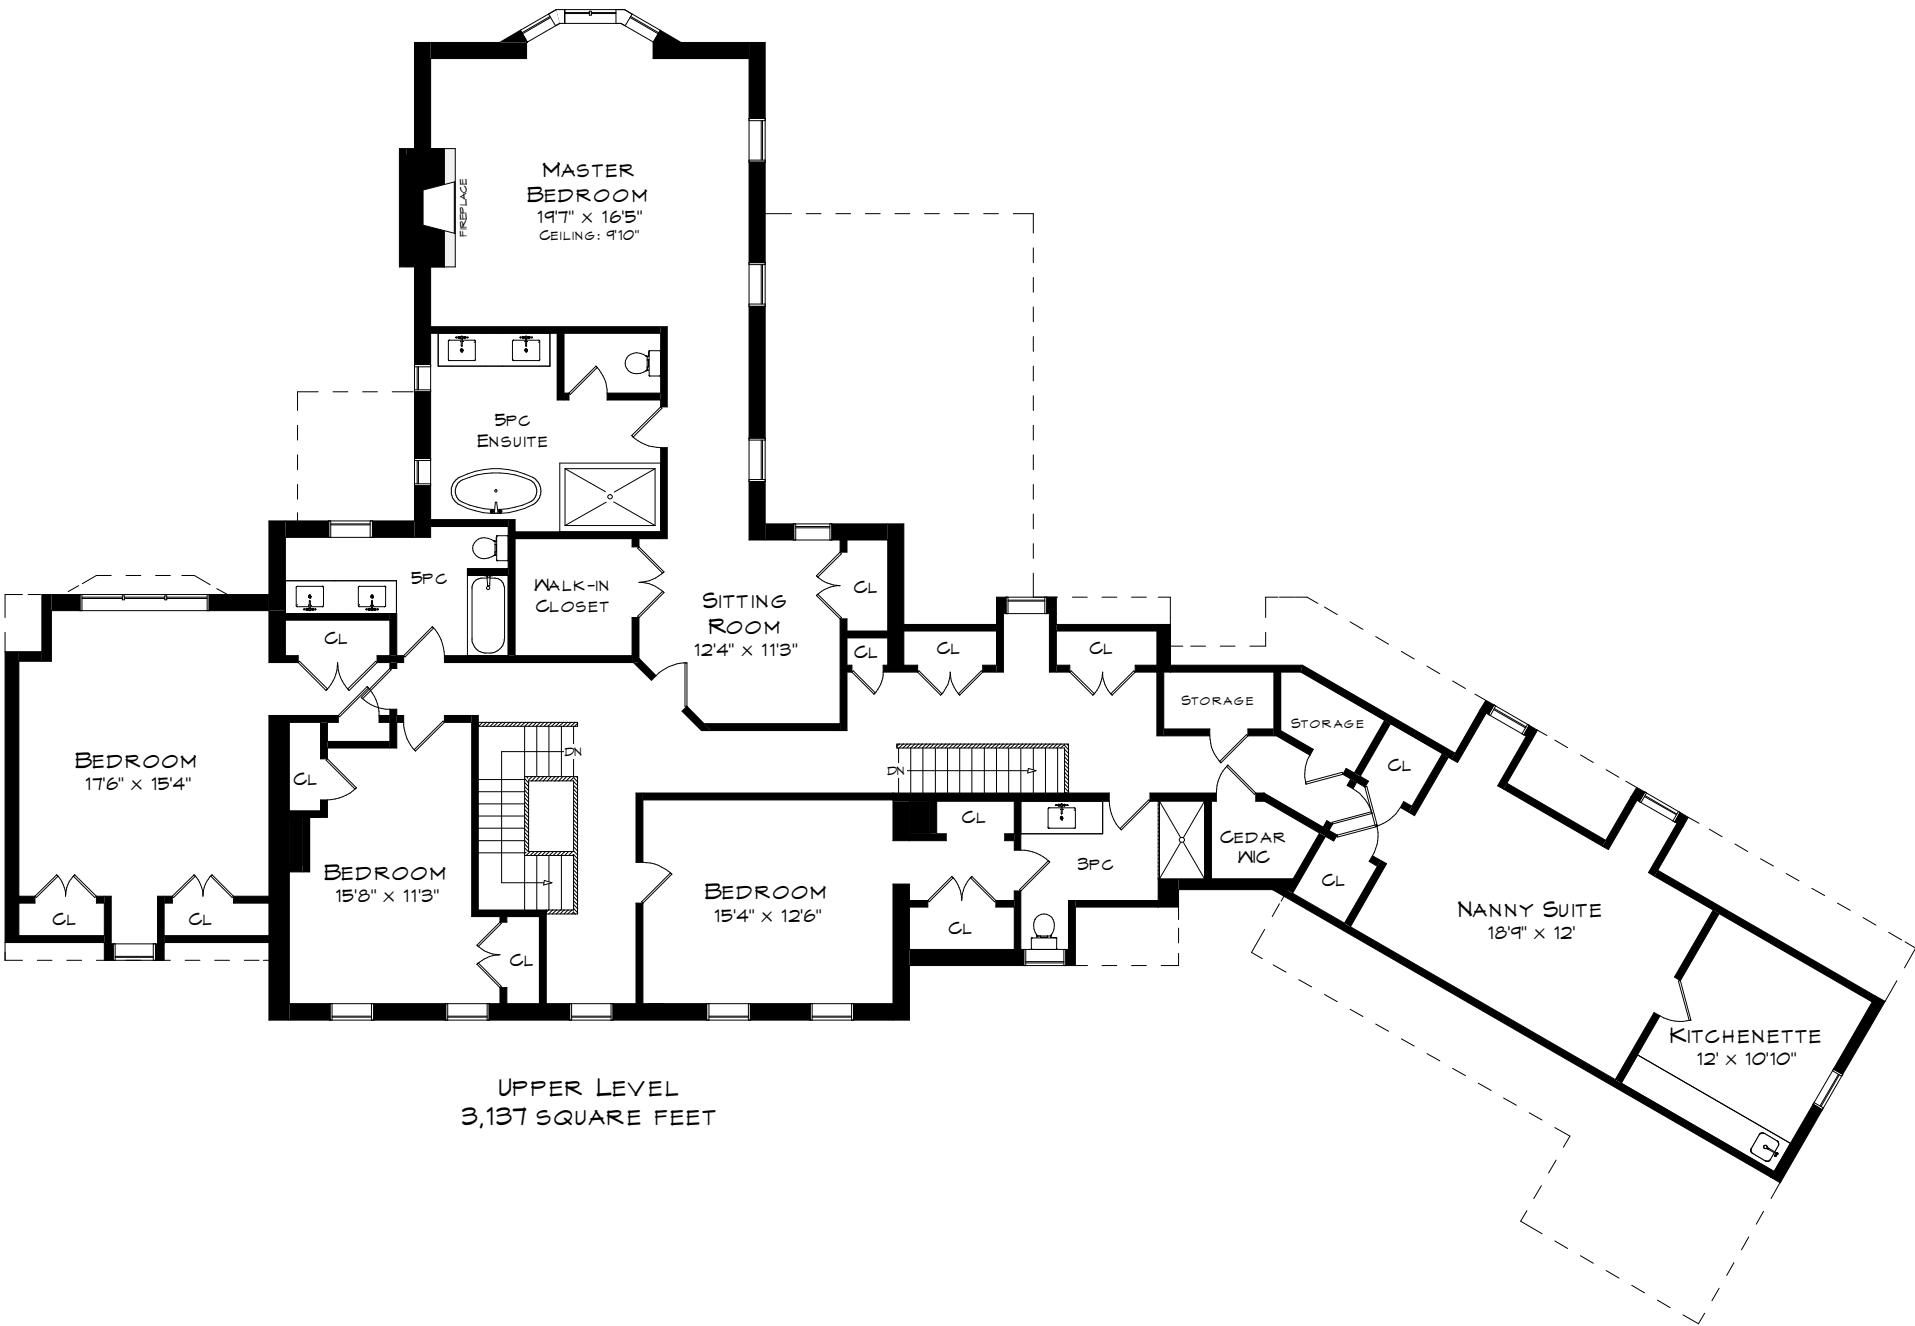 MASTER
BEDROOM
19'7" x 16'5"
CEILING: 9'10"
FIREPLACE
5PC
ENSUITE
5PC
WALK-IN
CLOSET
CL
SITTING
ROOM
12'4" x 11'3"
CL
CL
CL
CL
STORAGE
STORAGE
CL
BEDROOM
17'6" x 15'4"
CL
CL
CL
DN
DN
BEDROOM
15'8" x 11'3"
CL
CL
BEDROOM
15'4" x 12'6"
CL
CL
3PC
CEDAR
WIC
CL
NANNY SUITE
18'9" x 12'
KITCHENETTE
12' x 10'10"
UPPER LEVEL
3,137 SQUARE FEET